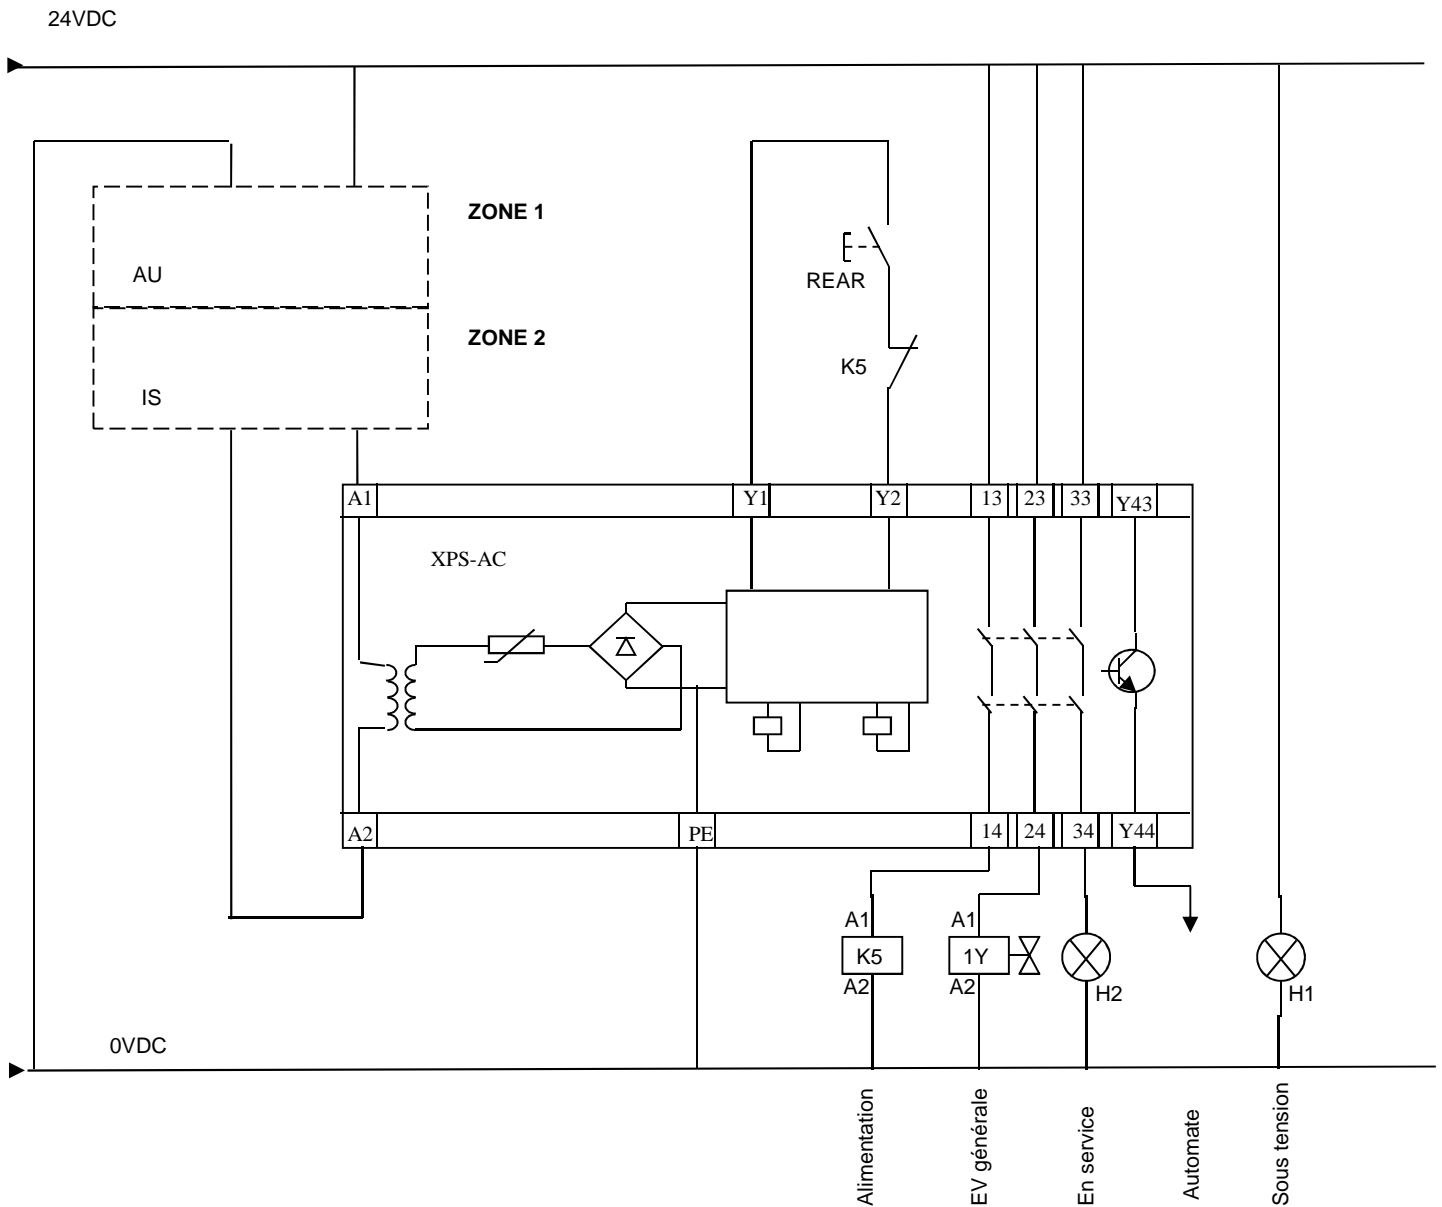 24VDC
ZONE 1
AU
REAR
ZONE 2
K5
IS
A1
Y1
Y2
13
23
33
Y43
XPS-AC
A2
PE
14
24
34
Y44
A1
A1
K5
1Y
A2
A2
H2
H1
0VDC
Alimentation
EV générale
En service
Automate
Sous tension